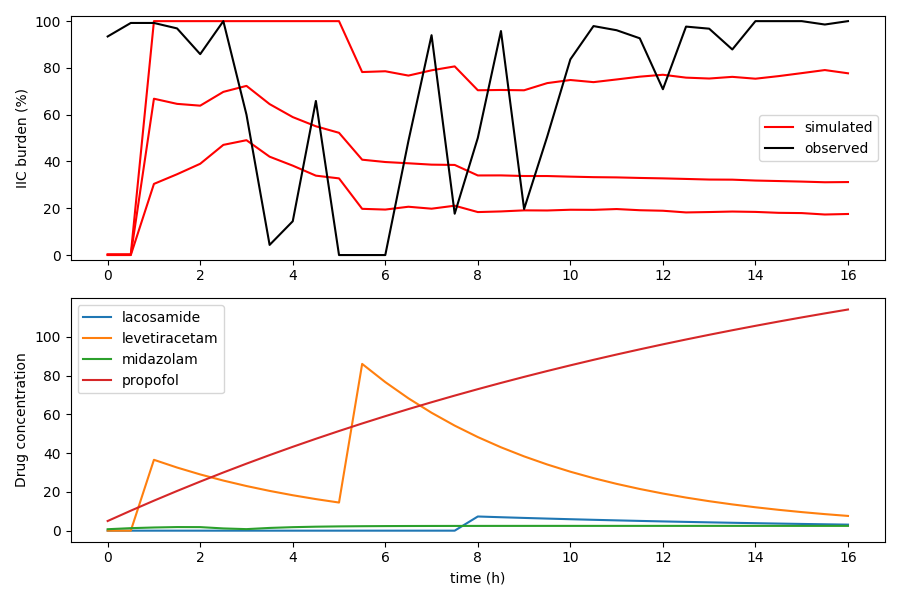 IIC burden (%)
100
80
60
40
20
0
simulated
observed
0 2 4 6 8 10 12 14 16
Drug concentration
100
80
60
40
20
0
lacosamide
levetiracetam
midazolam
propofol
0 2 4 6 8 10 12 14 16
time (h)